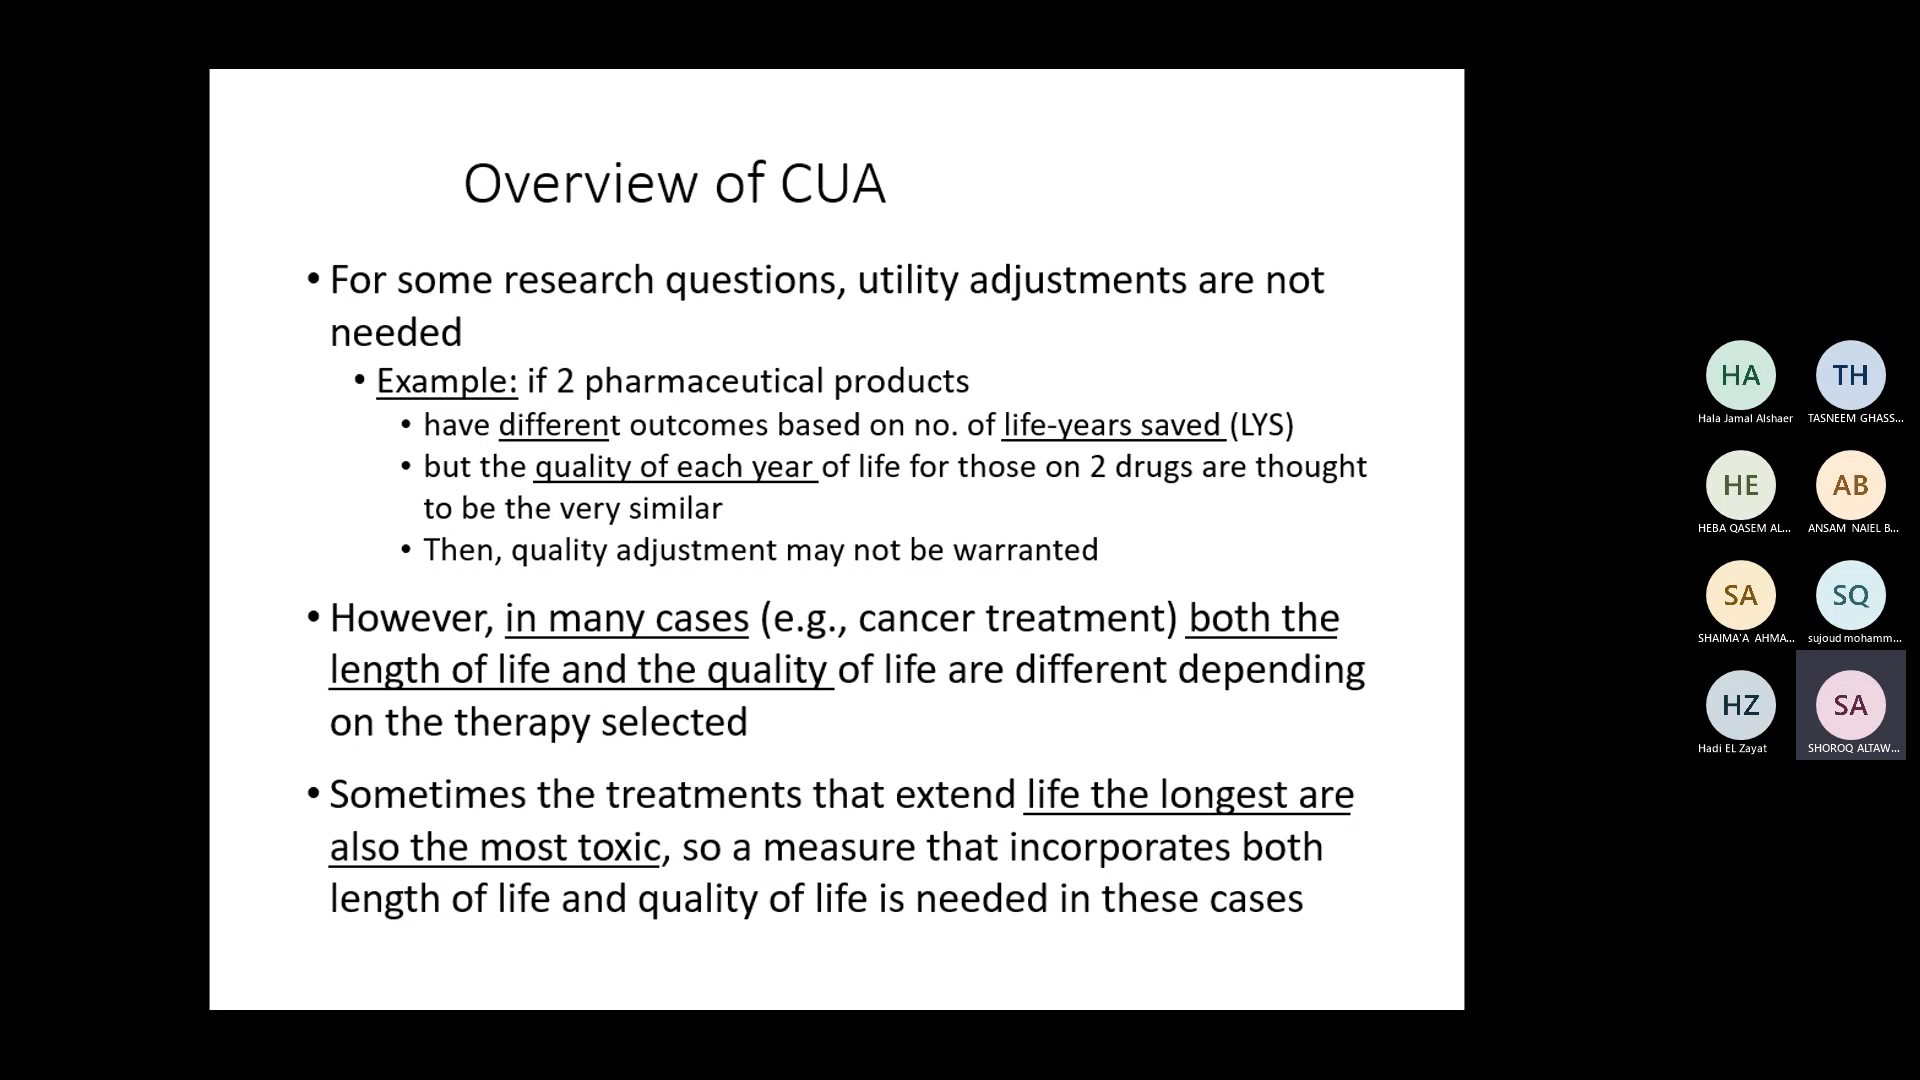 Overview of CUA
• For some research questions, utility adjustments are not
needed
• Example: if 2 pharmaceutical products
• have different outcomes based on no. of life-years saved (LYS)
• but the quality of each year of life for those on 2 drugs are thought
to be the very similar
• Then, quality adjustment may not be warranted
• However, in many cases (e.g., cancer treatment) both the
length of life and the quality of life are different depending
on the therapy selected
• Sometimes the treatments that extend life the longest are
also the most toxic, so a measure that incorporates both
length of life and quality of life is needed in these cases
HA TH
Hala Jamal Alshaer TASNEEM GHASS...
HE AB
HEBA QASEM AL... ANSAM NAIEL B...
SA SQ
SHAIMA'A AHMA... sujoud mohamm...
HZ SA
Hadi EL Zayat SHOROQ ALTAW...